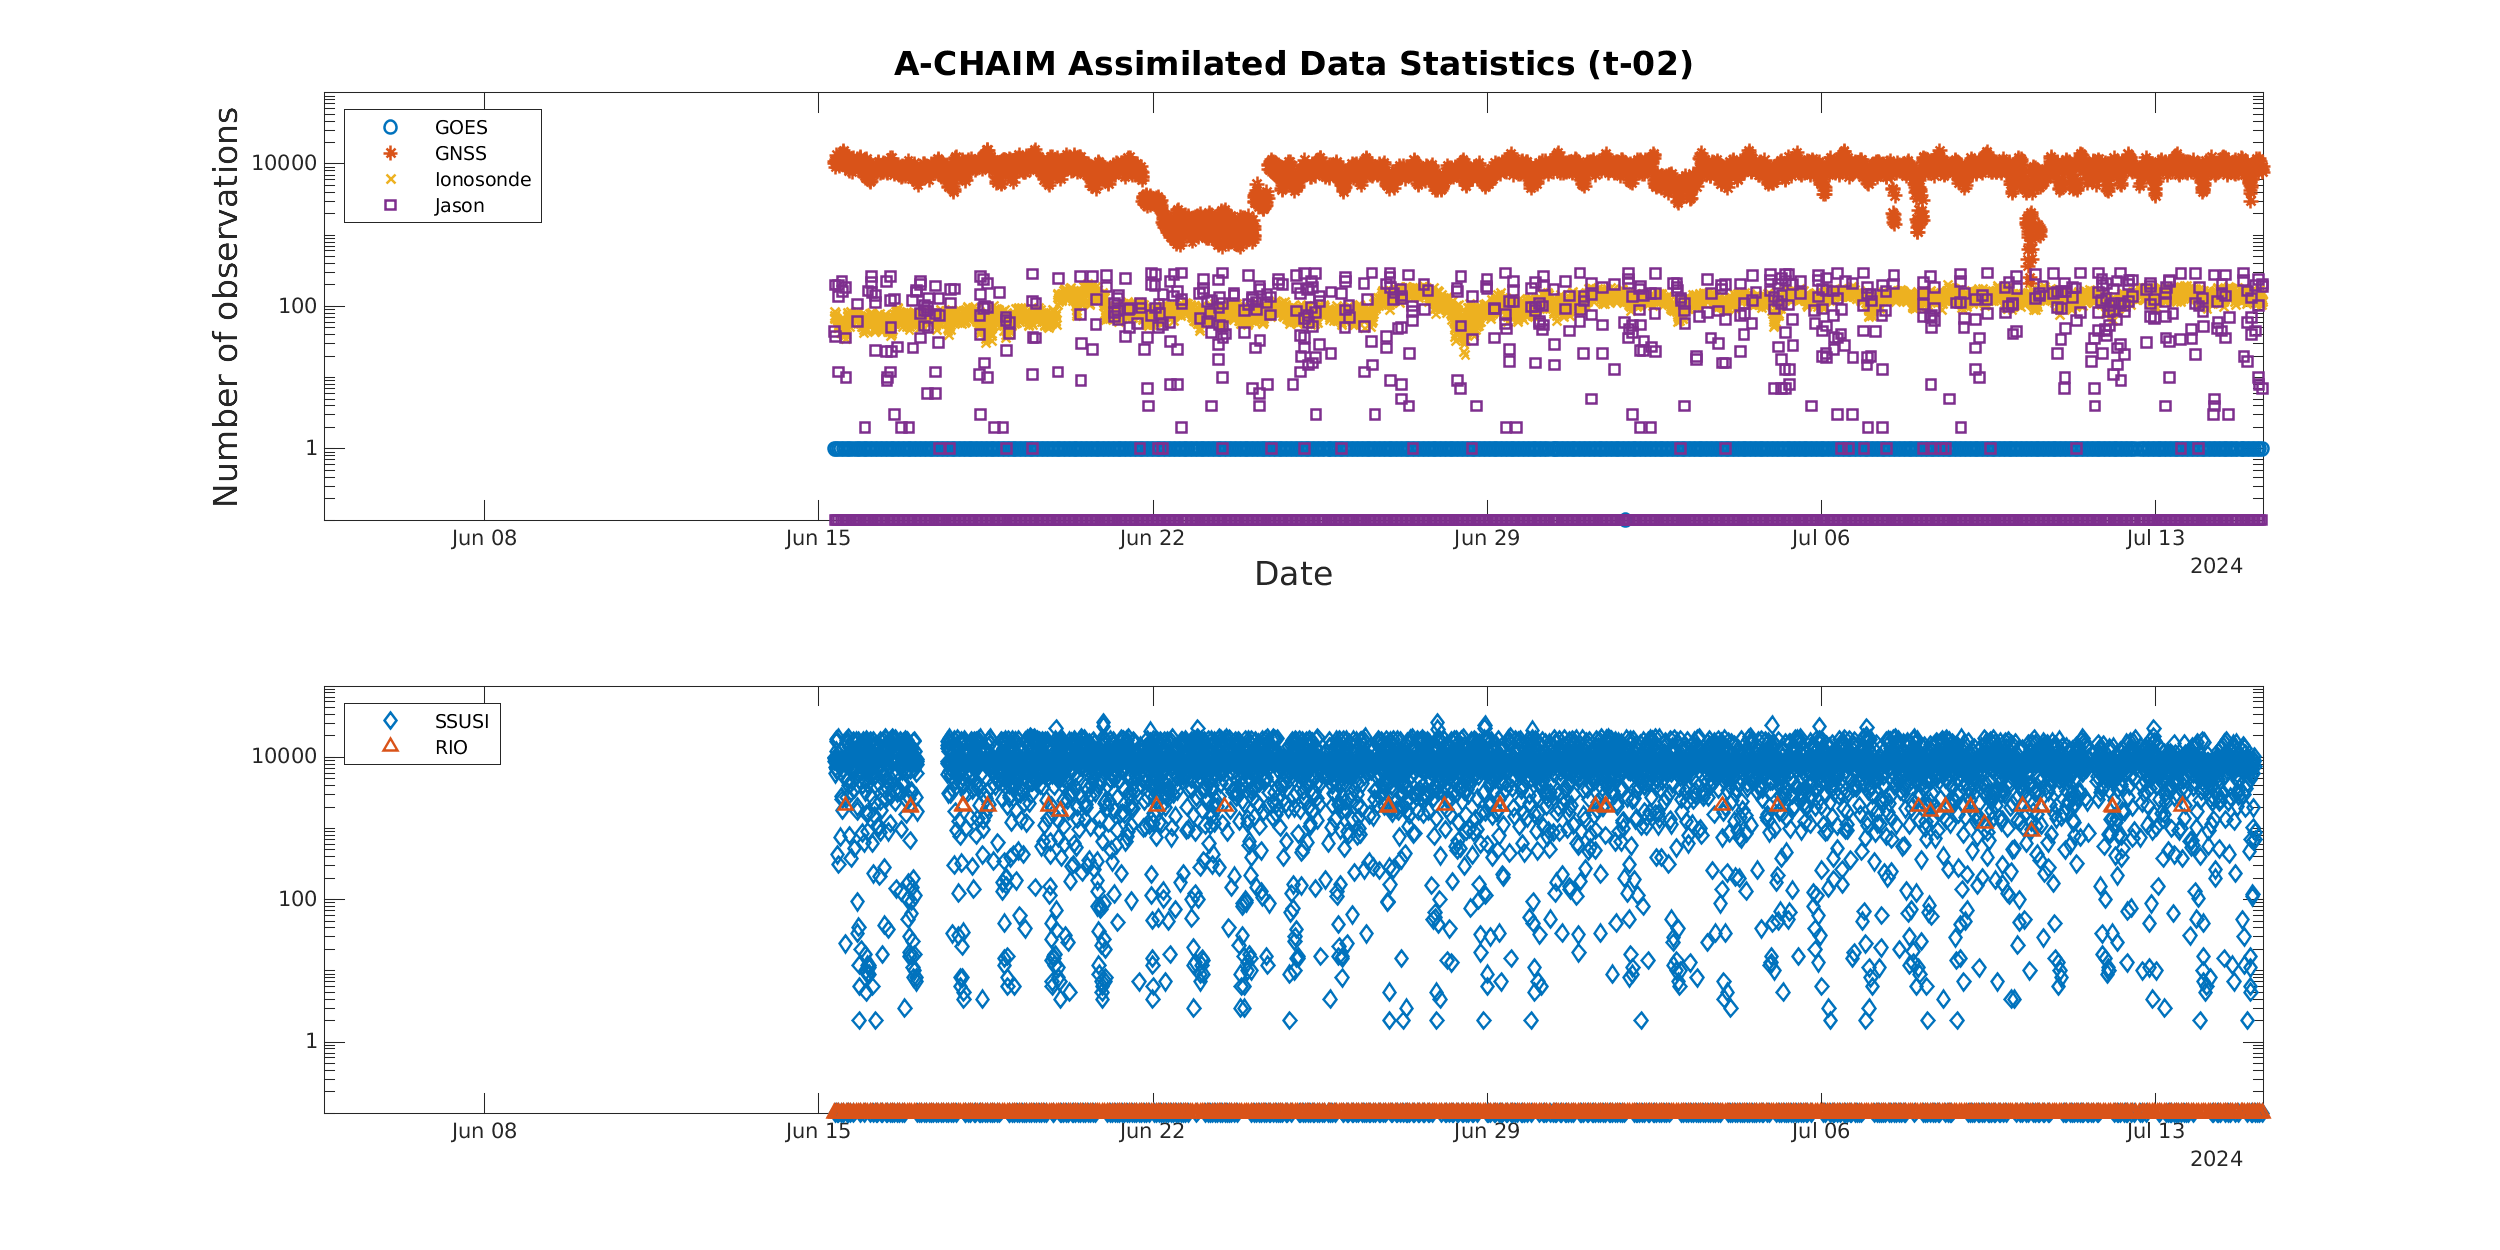 A-CHAIM Assimilated Data Statistics (t-02)
Number of observations
10000
100
1
GOES
GNSS
Ionosonde
Jason
Jun 08
Jun 15
Jun 22
Jun 29
Jul 06
Jul 13
2024
Date
10000
100
1
SSUSI
RIO
Jun 08
Jun 15
Jun 22
Jun 29
Jul 06
Jul 13
2024